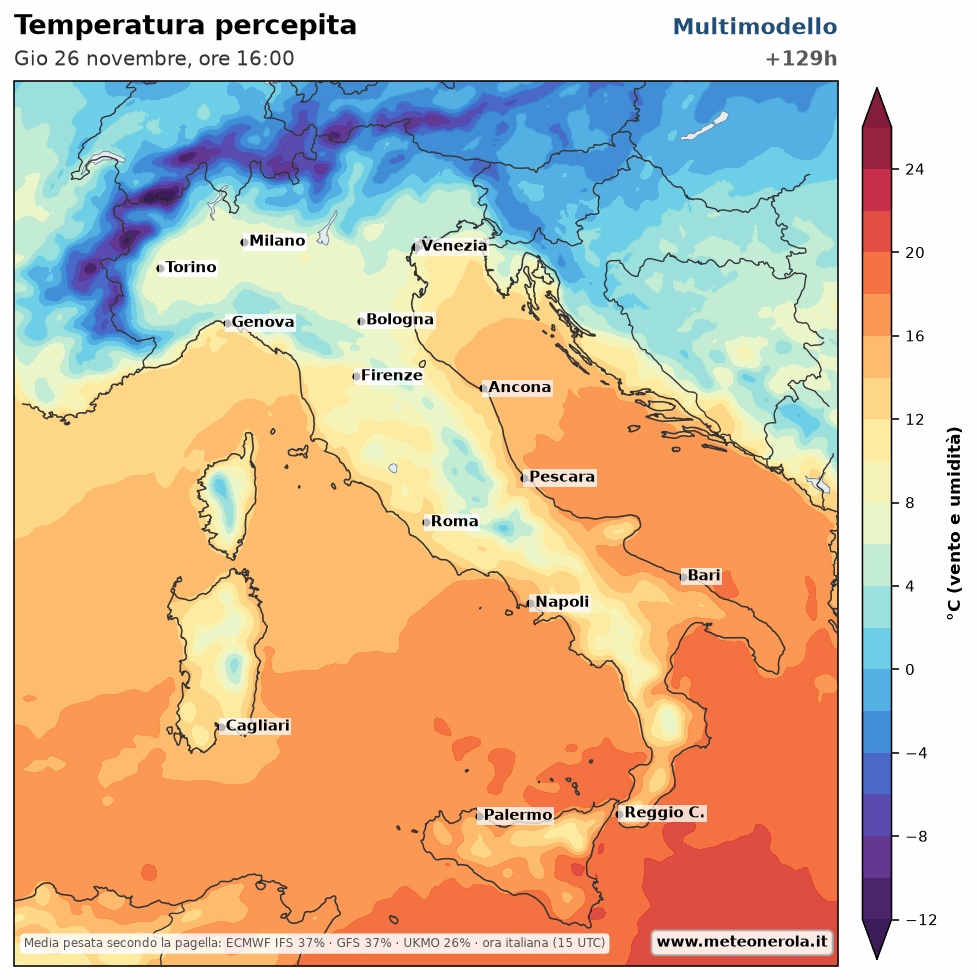 Temperatura percepita
Multimodello
Gio 26 novembre, ore 16:00
+129h
Milano
Venezia
Torino
Genova
Bologna
Firenze
Ancona
Pescara
Roma
Bari
Napoli
Cagliari
Palermo
Reggio C.
24
20
16
12
8
4
0
−4
−8
−12
°C (vento e umidità)
Media pesata secondo la pagella: ECMWF IFS 37% · GFS 37% · UKMO 26% · ora italiana (15 UTC)
www.meteonerola.it